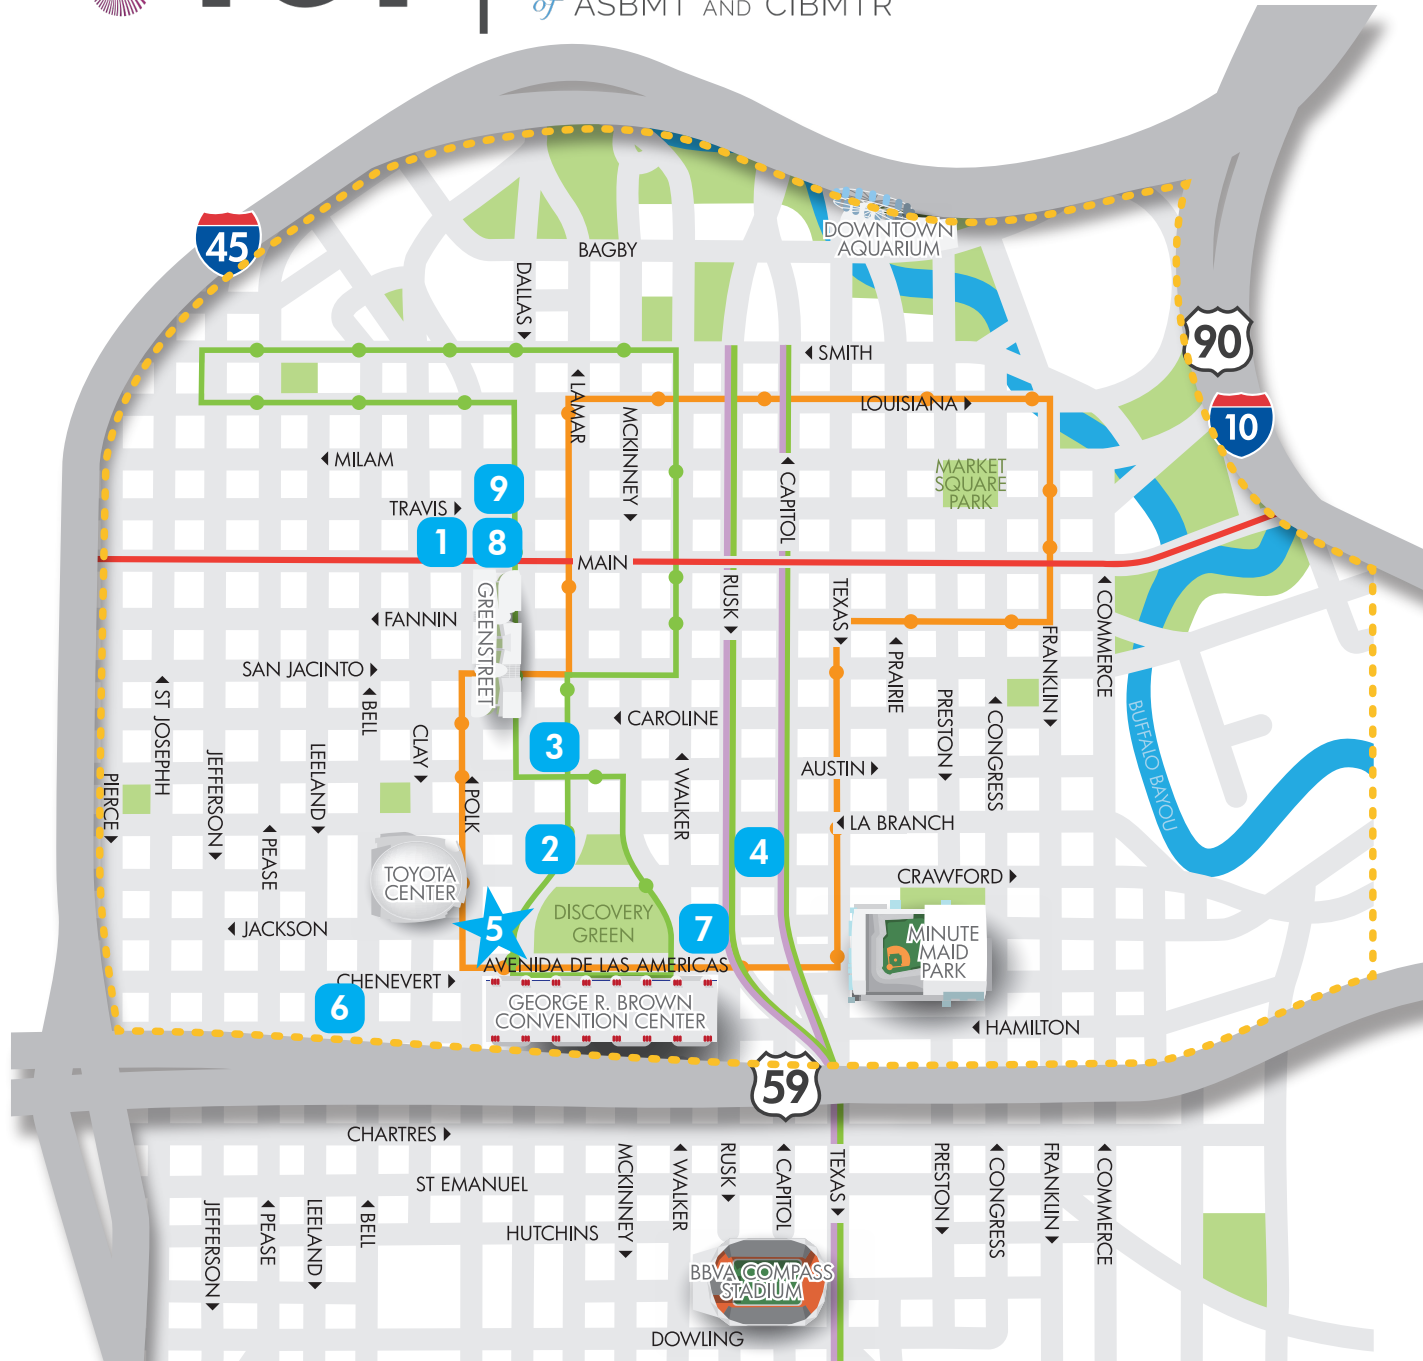 of ASBMT AND CIBMTR
45
DOWNTOWN
AQUARIUM
BAGBY
DALLAS
90
SMITH
LAMAR
LOUISIANA
10
MCKINNEY
MILAM
CAPITOL
MARKET
SQUARE
PARK
9
TRAVIS
1
8
MAIN
RUSK
TEXAS
COMMERCE
GREENSTREET
FANNIN
FRANKLIN
PRAIRIE
SAN JACINTO
ST JOSEPHH
BELL
PRESTON
CONGRESS
BUFFALO BAYOU
CAROLINE
CLAY
3
LEELAND
JEFFERSON
WALKER
AUSTIN
PIERCE
POLK
PEASE
LA BRANCH
2
4
TOYOTA
CENTER
CRAWFORD
5
DISCOVERY
GREEN
7
JACKSON
MINUTE
MAID
PARK
AVENIDA DE LAS AMERICAS
CHENEVERT
6
GEORGE R. BROWN
CONVENTION CENTER
HAMILTON
59
CHARTRES
MCKINNEY
WALKER
RUSK
CAPITOL
TEXAS
PRESTON
CONGRESS
FRANKLIN
COMMERCE
ST EMANUEL
JEFFERSON
PEASE
LEELAND
BELL
HUTCHINS
BBVA COMPASS
STADIUM
DOWLING